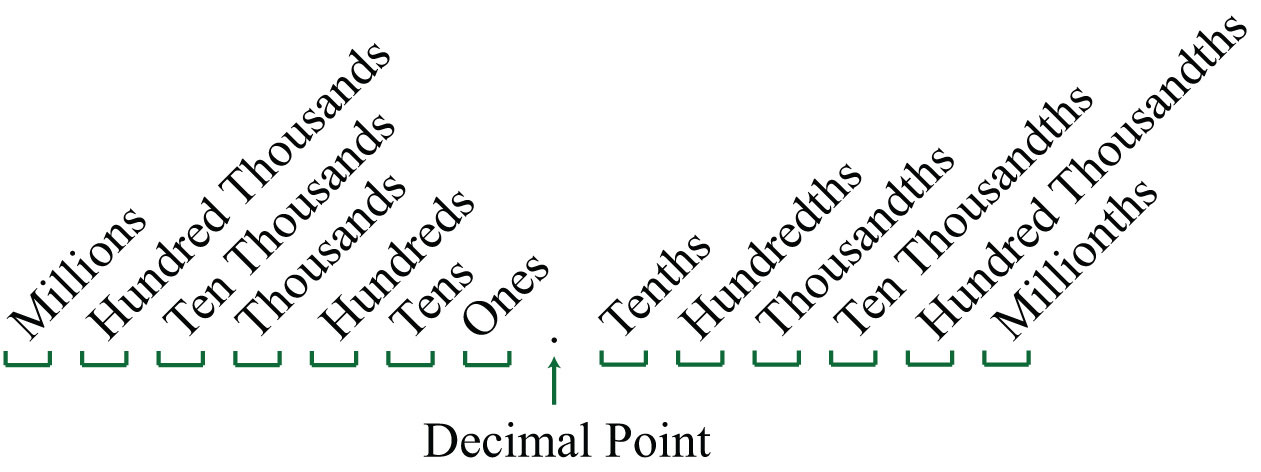 Millions
Hundred Thousands
Ten Thousands
Thousands
Hundreds
Tens
Ones
.
Tenths
Hundredths
Thousandths
Ten Thousandths
Hundred Thousandths
Millionths
Decimal Point